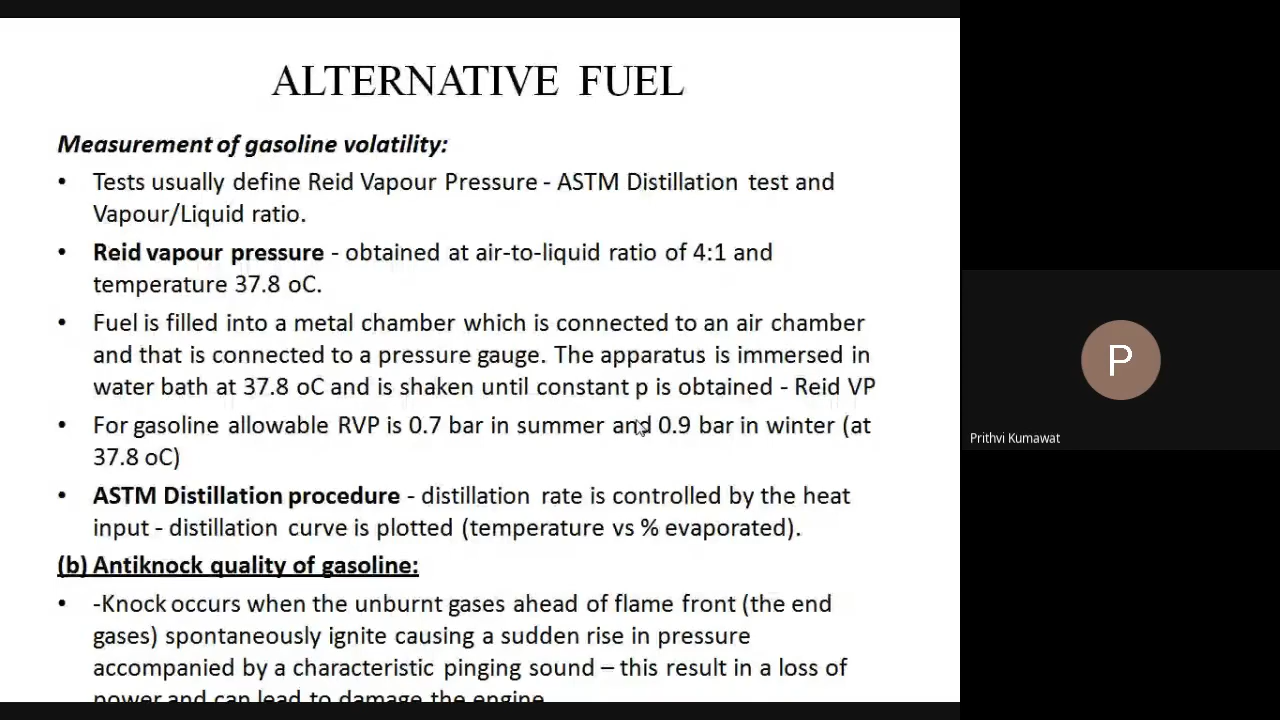 ALTERNATIVE FUEL
Measurement of gasoline volatility:
• Tests usually define Reid Vapour Pressure - ASTM Distillation test and
Vapour/Liquid ratio.
• Reid vapour pressure - obtained at air-to-liquid ratio of 4:1 and
temperature 37.8 oC.
• Fuel is filled into a metal chamber which is connected to an air chamber
and that is connected to a pressure gauge. The apparatus is immersed in
water bath at 37.8 oC and is shaken until constant p is obtained - Reid VP
• For gasoline allowable RVP is 0.7 bar in summer and 0.9 bar in winter (at
37.8 oC)
• ASTM Distillation procedure - distillation rate is controlled by the heat
input - distillation curve is plotted (temperature vs % evaporated).
(b) Antiknock quality of gasoline:
• -Knock occurs when the unburnt gases ahead of flame front (the end
gases) spontaneously ignite causing a sudden rise in pressure
accompanied by a characteristic pinging sound – this result in a loss of
power and can lead to damage the engine
P
Prithvi Kumawat